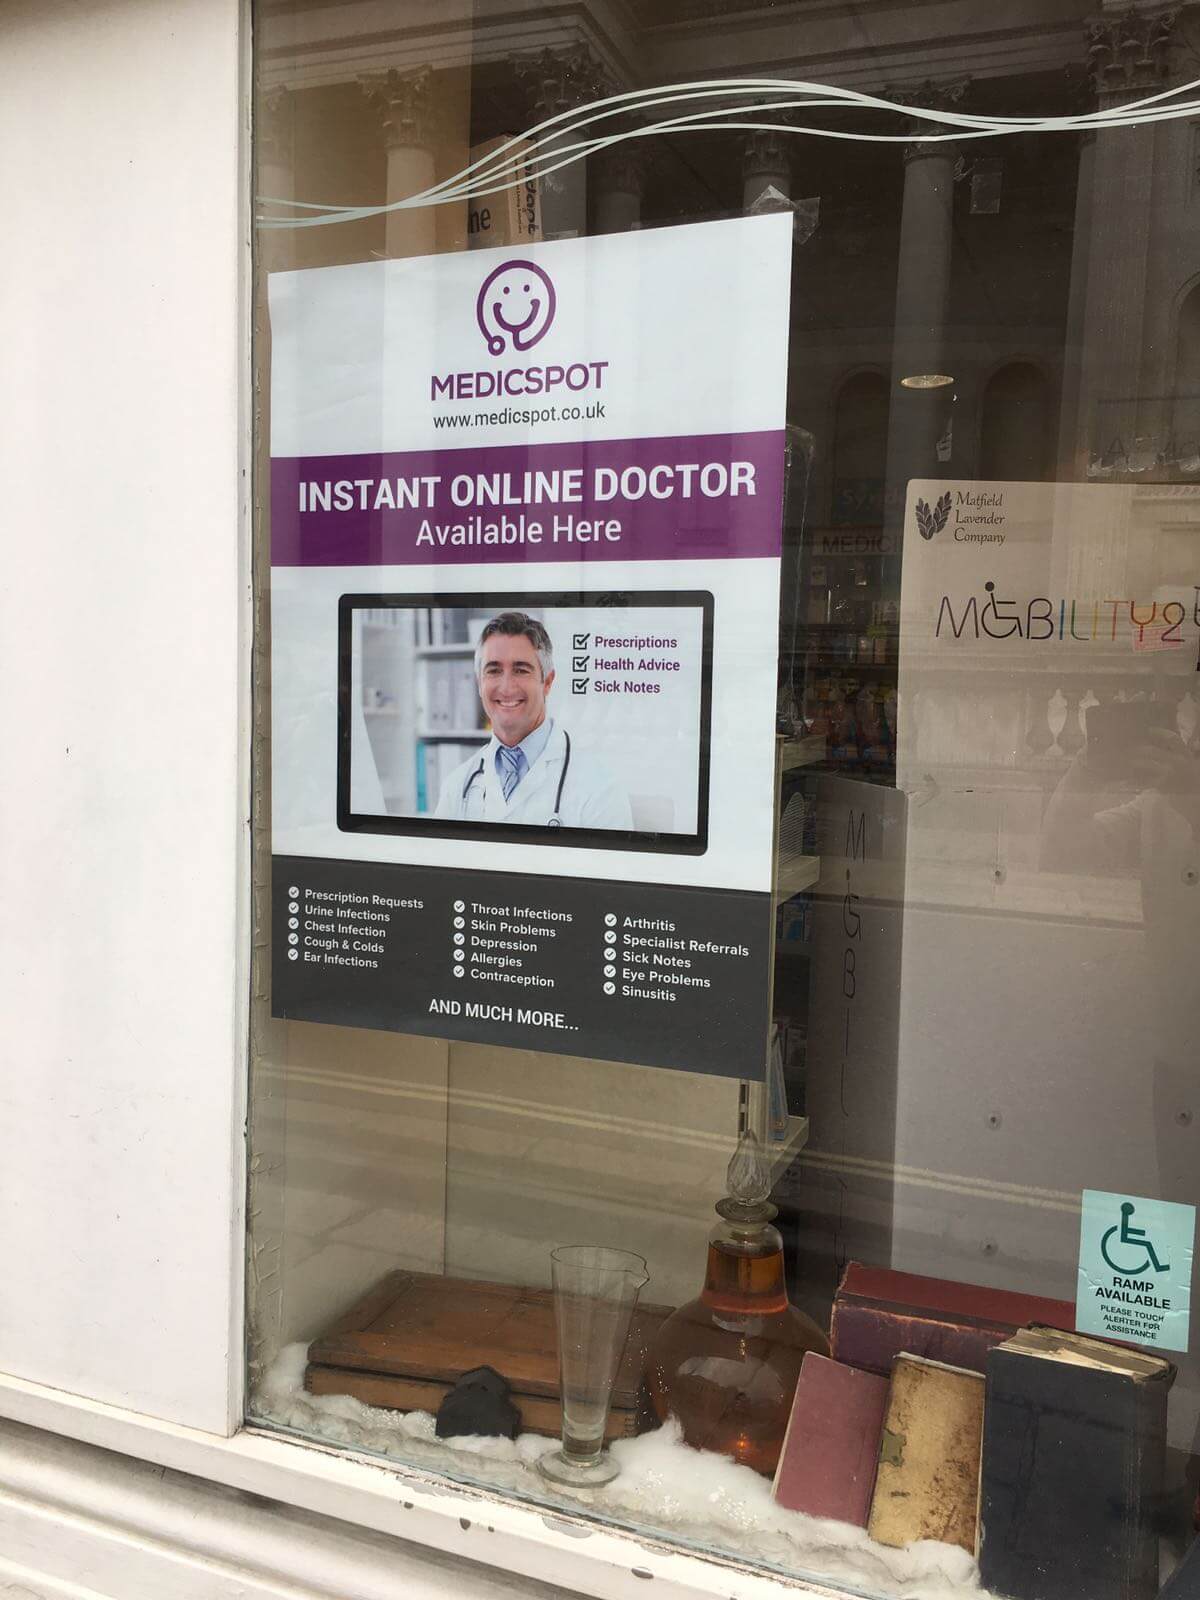 MEDICSPOT
www.medicspot.co.uk
INSTANT ONLINE DOCTOR
Available Here
Prescriptions
Health Advice
Sick Notes
Prescription Requests
Urine Infections
Chest Infection
Cough & Colds
Ear Infections
Throat Infections
Skin Problems
Depression
Allergies
Contraception
Arthritis
Specialist Referrals
Sick Notes
Eye Problems
Sinusitis
AND MUCH MORE...
Matfield
Lavender
Company
MOBILITY2
MOBILITY
RAMP
AVAILABLE
PLEASE TOUCH
ALERTER FOR
ASSISTANCE